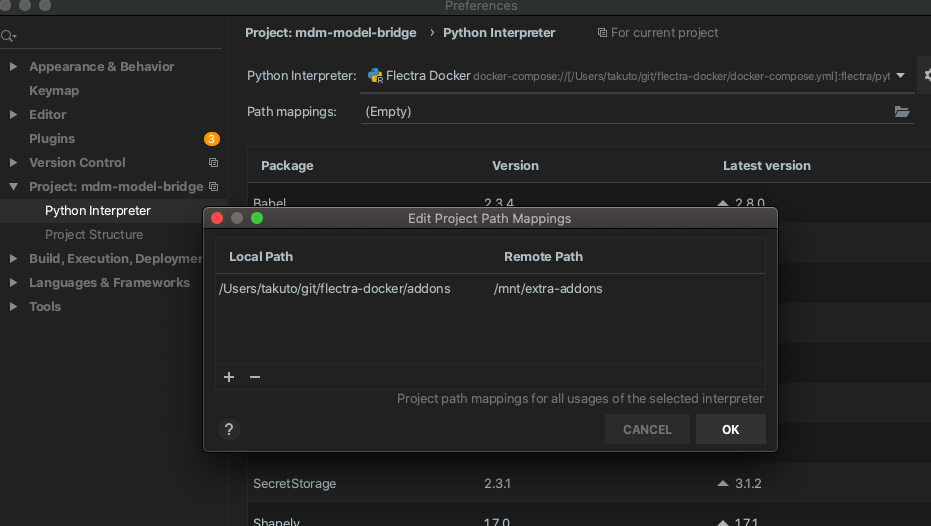 Preferences
Project: mdm-model-bridge › Python Interpreter For current project
Appearance & Behavior
Keymap
Editor
Plugins 3
Version Control
Project: mdm-model-bridge
Python Interpreter
Project Structure
Build, Execution, Deploymen
Languages & Frameworks
Tools
Python Interpreter: Flectra Docker docker-compose://[/Users/takuto/git/flectra-docker/docker-compose.yml]:flectra/pyt
Path mappings: (Empty)
Package Version Latest version
Babel 2.3.4 2.8.0
Edit Project Path Mappings
Local Path Remote Path
/Users/takuto/git/flectra-docker/addons /mnt/extra-addons
+ −
Project path mappings for all usages of the selected interpreter
? CANCEL OK
SecretStorage 2.3.1 3.1.2
Shapely 1.7.0 1.7.1